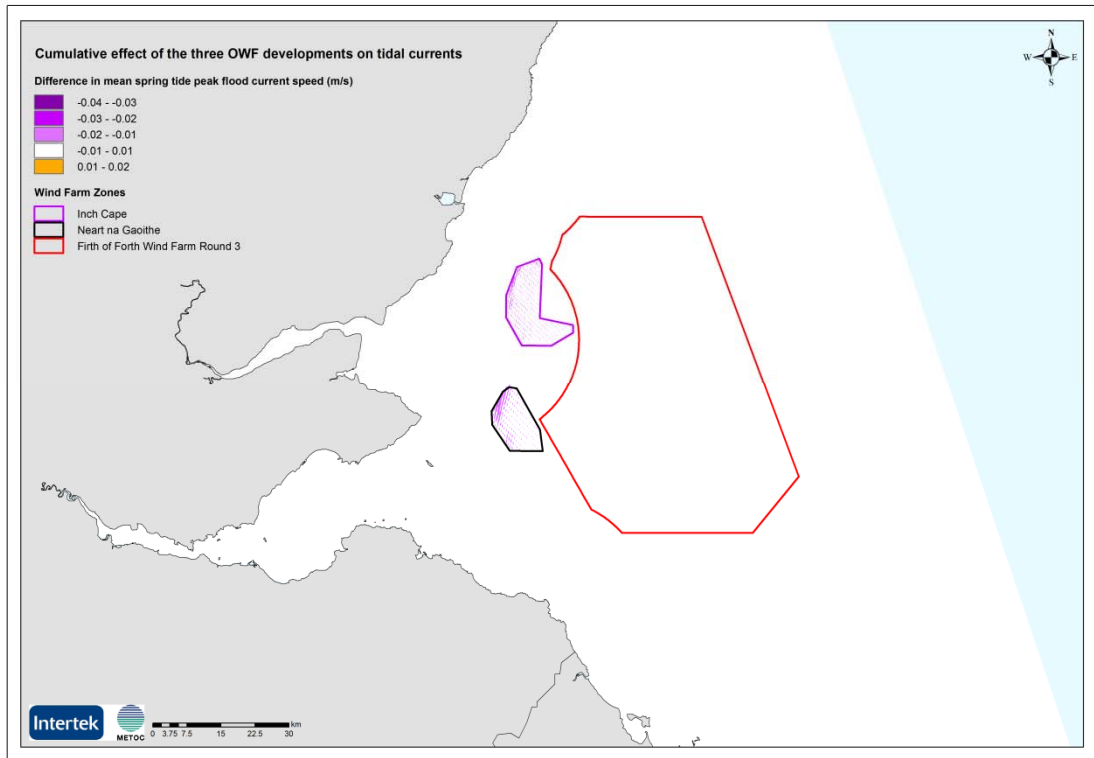 Cumulative effect of the three OWF developments on tidal currents
Difference in mean spring tide peak flood current speed (m/s)
-0.04 - -0.03
-0.03 - -0.02
-0.02 - -0.01
-0.01 - 0.01
0.01 - 0.02
Wind Farm Zones
Inch Cape
Neart na Gaoithe
Firth of Forth Wind Farm Round 3
N
W E
S
Intertek
METOC
km
0 3.75 7.5 15 22.5 30